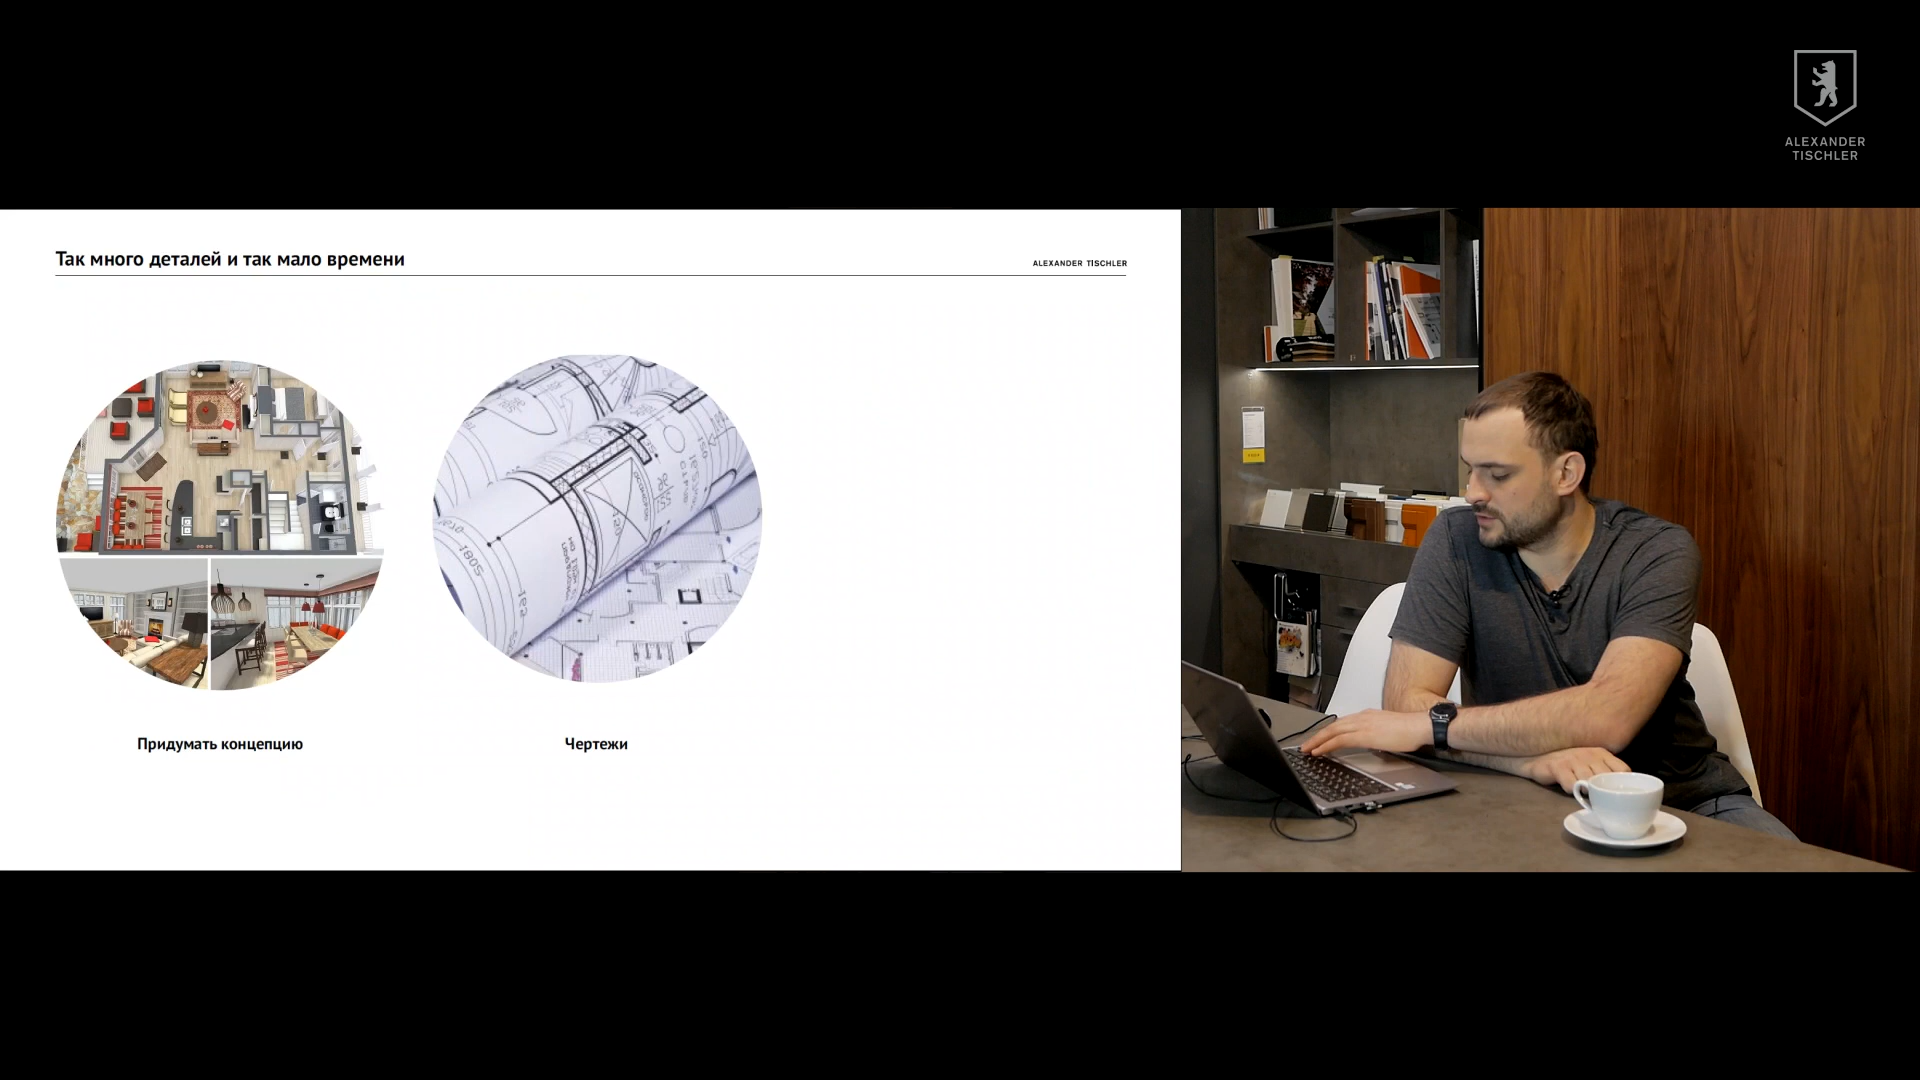 ALEXANDER
TISCHLER
Так много деталей и так мало времени
ALEXANDER TISCHLER
Придумать концепцию
Чертежи